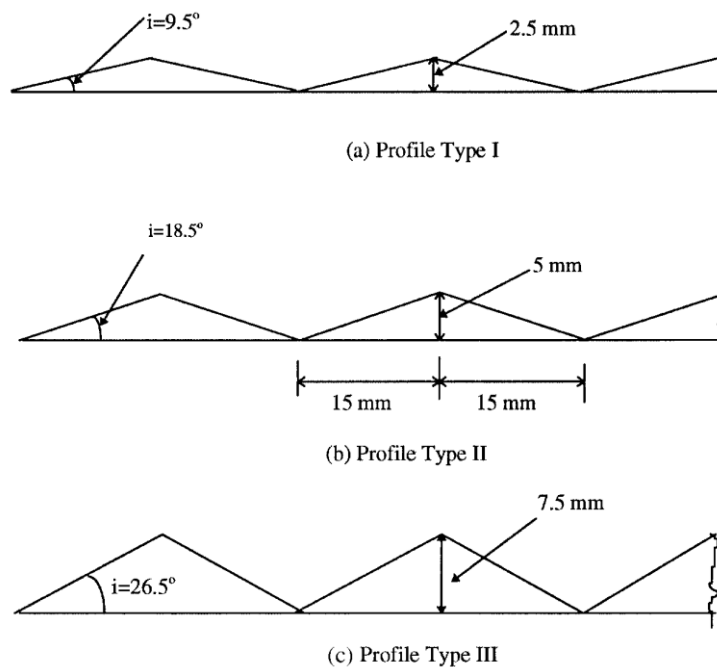 i=9.5°
2.5 mm
(a) Profile Type I
i=18.5°
5 mm
15 mm
15 mm
(b) Profile Type II
7.5 mm
i=26.5°
(c) Profile Type III